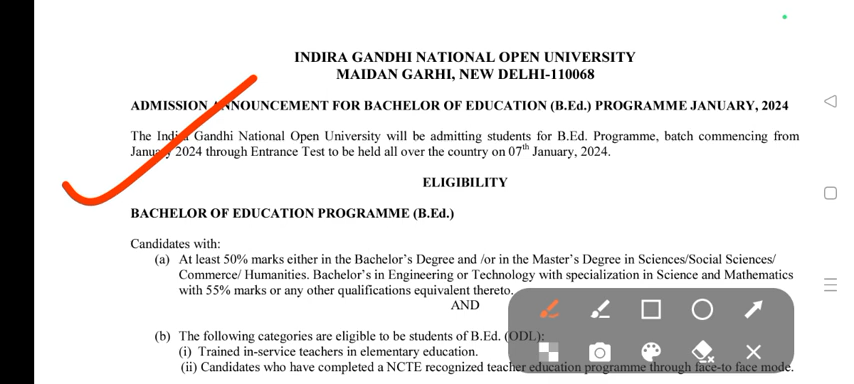 INDIRA GANDHI NATIONAL OPEN UNIVERSITY
MAIDAN GARHI, NEW DELHI-110068
ADMISSION ANNOUNCEMENT FOR BACHELOR OF EDUCATION (B.Ed.) PROGRAMME JANUARY, 2024
The Indira Gandhi National Open University will be admitting students for B.Ed. Programme, batch commencing from
January 2024 through Entrance Test to be held all over the country on 07th January, 2024.
ELIGIBILITY
BACHELOR OF EDUCATION PROGRAMME (B.Ed.)
Candidates with:
(a) At least 50% marks either in the Bachelor's Degree and /or in the Master's Degree in Sciences/Social Sciences/
Commerce/ Humanities. Bachelor's in Engineering or Technology with specialization in Science and Mathematics
with 55% marks or any other qualifications equivalent thereto.
AND
(b) The following categories are eligible to be students of B.Ed. (ODL):
(i) Trained in-service teachers in elementary education.
(ii) Candidates who have completed a NCTE recognized teacher education programme through face-to face mode.